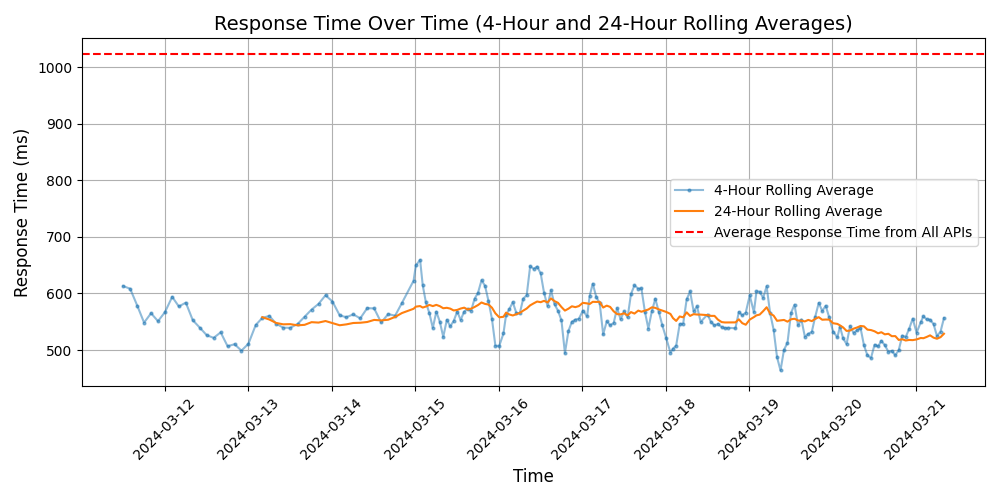 Response Time Over Time (4-Hour and 24-Hour Rolling Averages)
Response Time (ms)
1000
900
800
700
600
500
4-Hour Rolling Average
24-Hour Rolling Average
Average Response Time from All APIs
2024-03-12
2024-03-13
2024-03-14
2024-03-15
2024-03-16
2024-03-17
2024-03-18
2024-03-19
2024-03-20
2024-03-21
Time